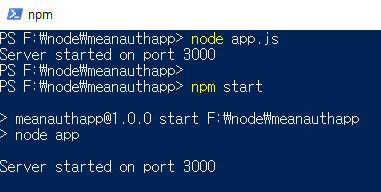 npm
PS F:₩node₩meanauthapp> node app.js
Server started on port 3000
PS F:₩node₩meanauthapp>
PS F:₩node₩meanauthapp> npm start
> meanauthapp@1.0.0 start F:₩node₩meanauthapp
> node app
Server started on port 3000